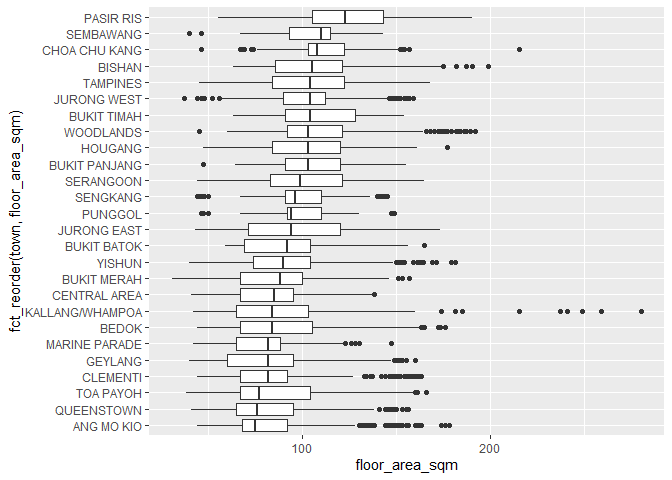 PASIR RIS
SEMBAWANG
CHOA CHU KANG
BISHAN
TAMPINES
JURONG WEST
BUKIT TIMAH
WOODLANDS
HOUGANG
BUKIT PANJANG
SERANGOON
SENGKANG
PUNGGOL
JURONG EAST
BUKIT BATOK
YISHUN
BUKIT MERAH
CENTRAL AREA
KALLANG/WHAMPOA
BEDOK
MARINE PARADE
GEYLANG
CLEMENTI
TOA PAYOH
QUEENSTOWN
ANG MO KIO
fct_reorder(town, floor_area_sqm)
100 200
floor_area_sqm